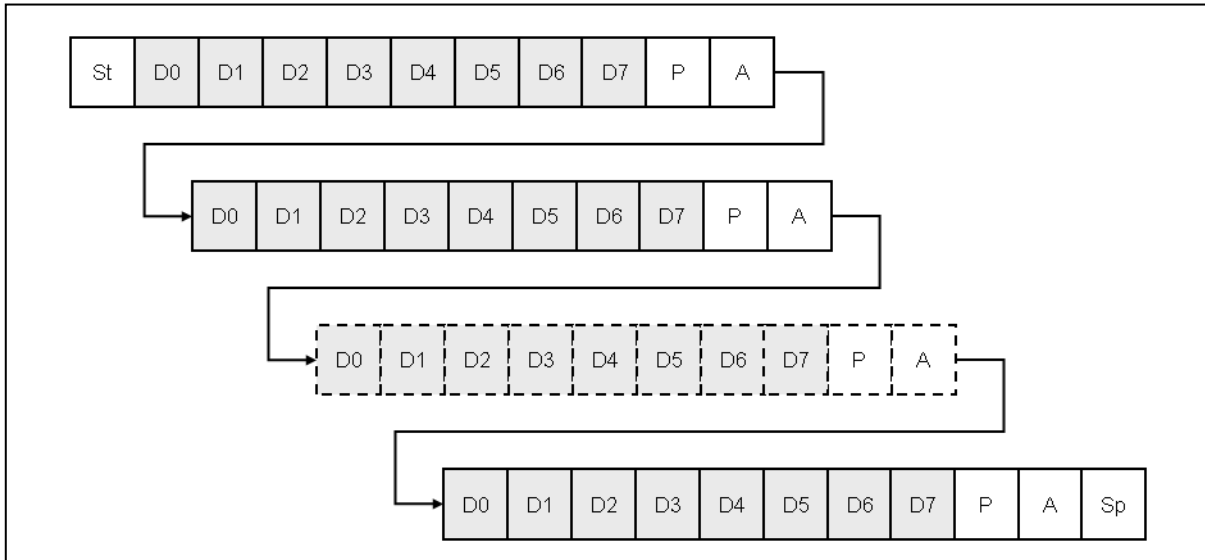 St D0 D1 D2 D3 D4 D5 D6 D7 P A
D0 D1 D2 D3 D4 D5 D6 D7 P A
D0 D1 D2 D3 D4 D5 D6 D7 P A
D0 D1 D2 D3 D4 D5 D6 D7 P A Sp